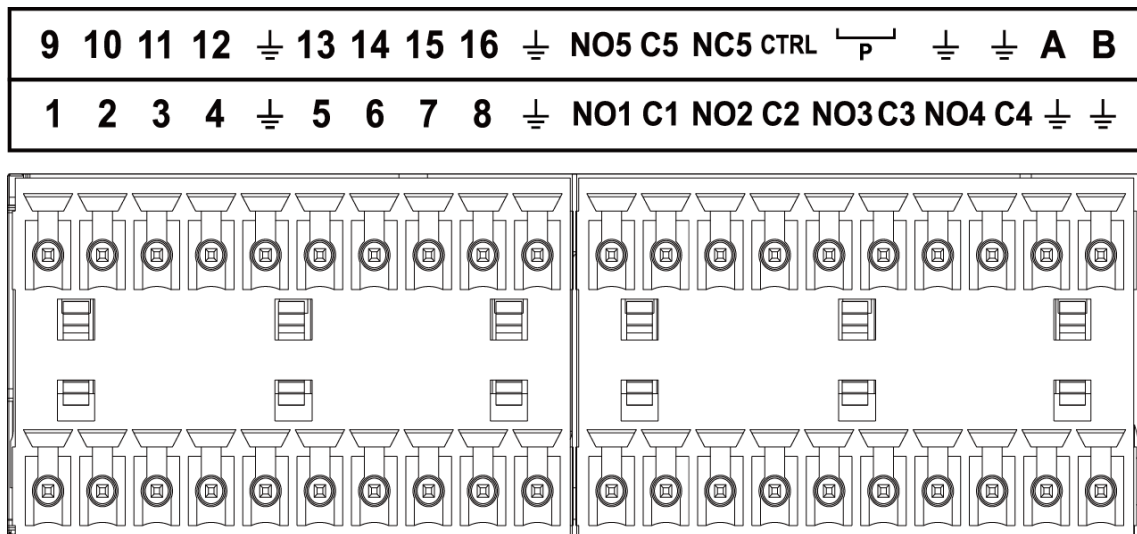 9 10 11 12 ⏚ 13 14 15 16 ⏚ NO5 C5 NC5 CTRL P ⏚ ⏚ A B
1 2 3 4 ⏚ 5 6 7 8 ⏚ NO1 C1 NO2 C2 NO3 C3 NO4 C4 ⏚ ⏚